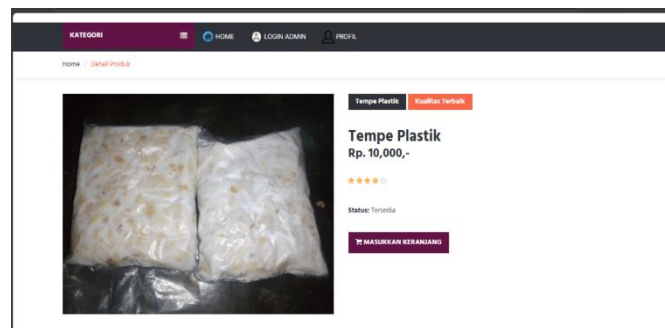 KATEGORI HOME LOGIN ADMIN PROFIL
Home / Detail Produk
Tempe Plastik Kualitas Terbaik
Tempe Plastik
Rp. 10,000,-
Status: Tersedia
MASUKKAN KERANJANG